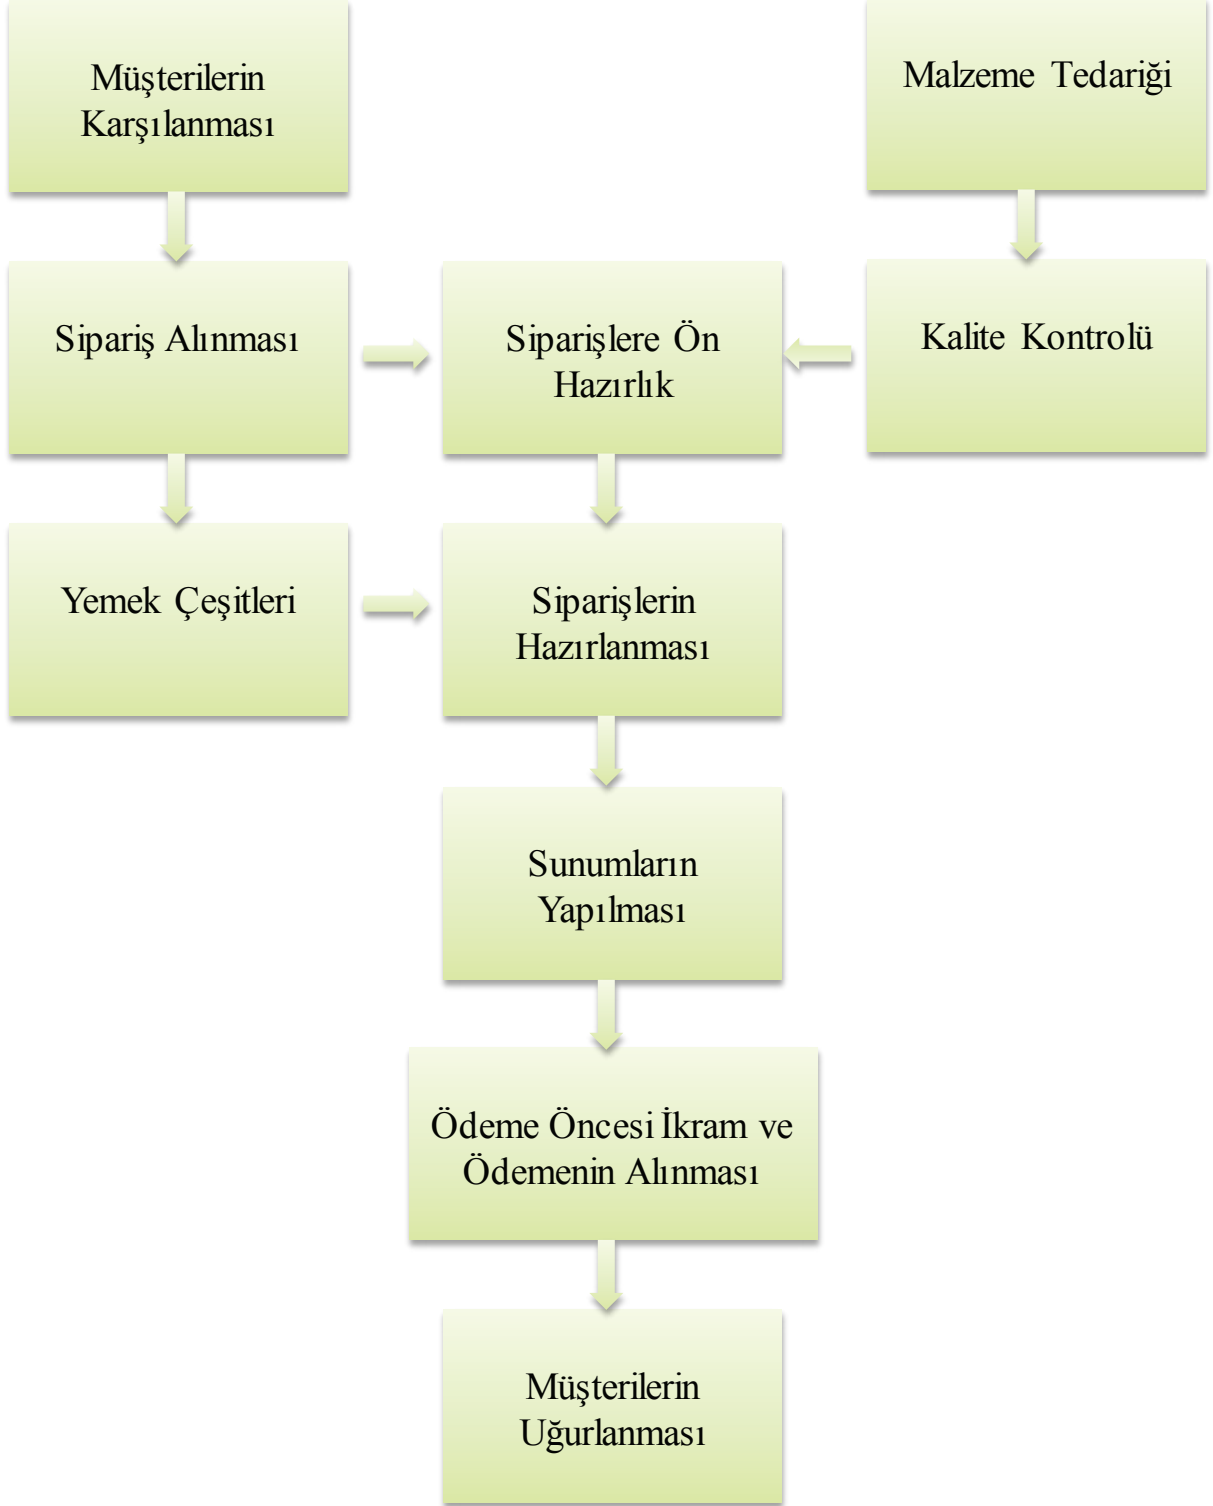 Müşterilerin
Karşılanması
Malzeme Tedariği
Sipariş Alınması
Siparişlere Ön
Hazırlık
Kalite Kontrolü
Yemek Çeşitleri
Siparişlerin
Hazırlanması
Sunumların
Yapılması
Ödeme Öncesi İkram ve
Ödemenin Alınması
Müşterilerin
Uğurlanması